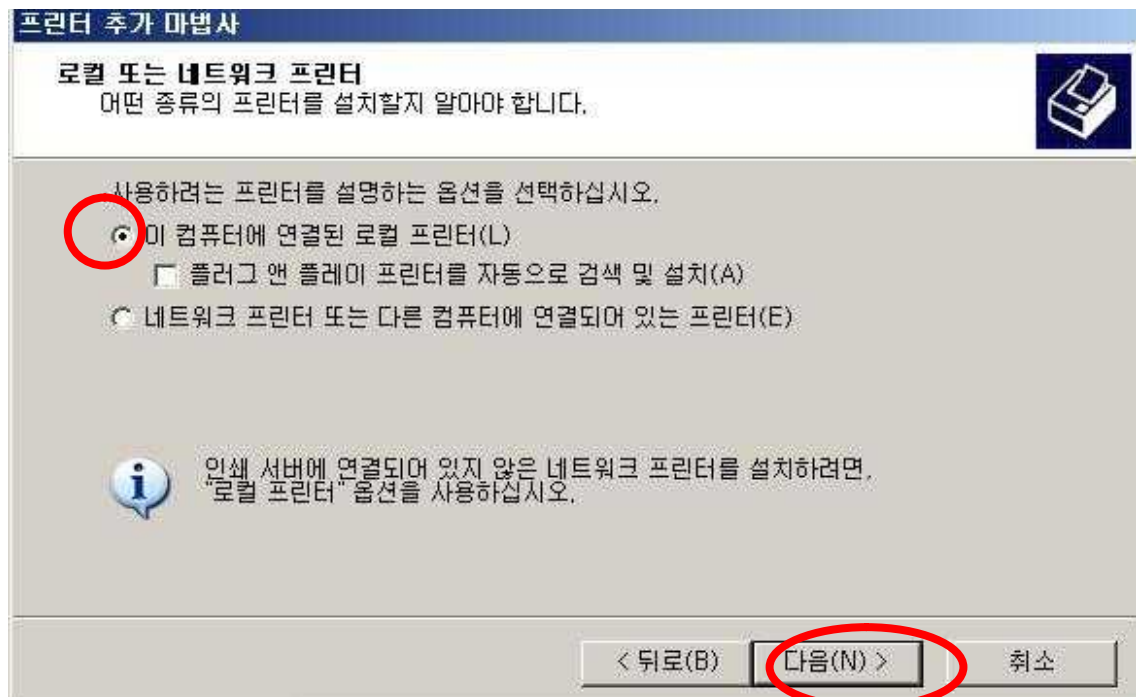 프린터 추가 마법사
로컬 또는 네트워크 프린터
어떤 종류의 프린터를 설치할지 알아야 합니다.
사용하려는 프린터를 설명하는 옵션을 선택하십시오.
이 컴퓨터에 연결된 로컬 프린터(L)
플러그 앤 플레이 프린터를 자동으로 검색 및 설치(A)
네트워크 프린터 또는 다른 컴퓨터에 연결되어 있는 프린터(E)
인쇄 서버에 연결되어 있지 않은 네트워크 프린터를 설치하려면,
"로컬 프린터" 옵션을 사용하십시오.
< 뒤로(B) 다음(N) > 취소